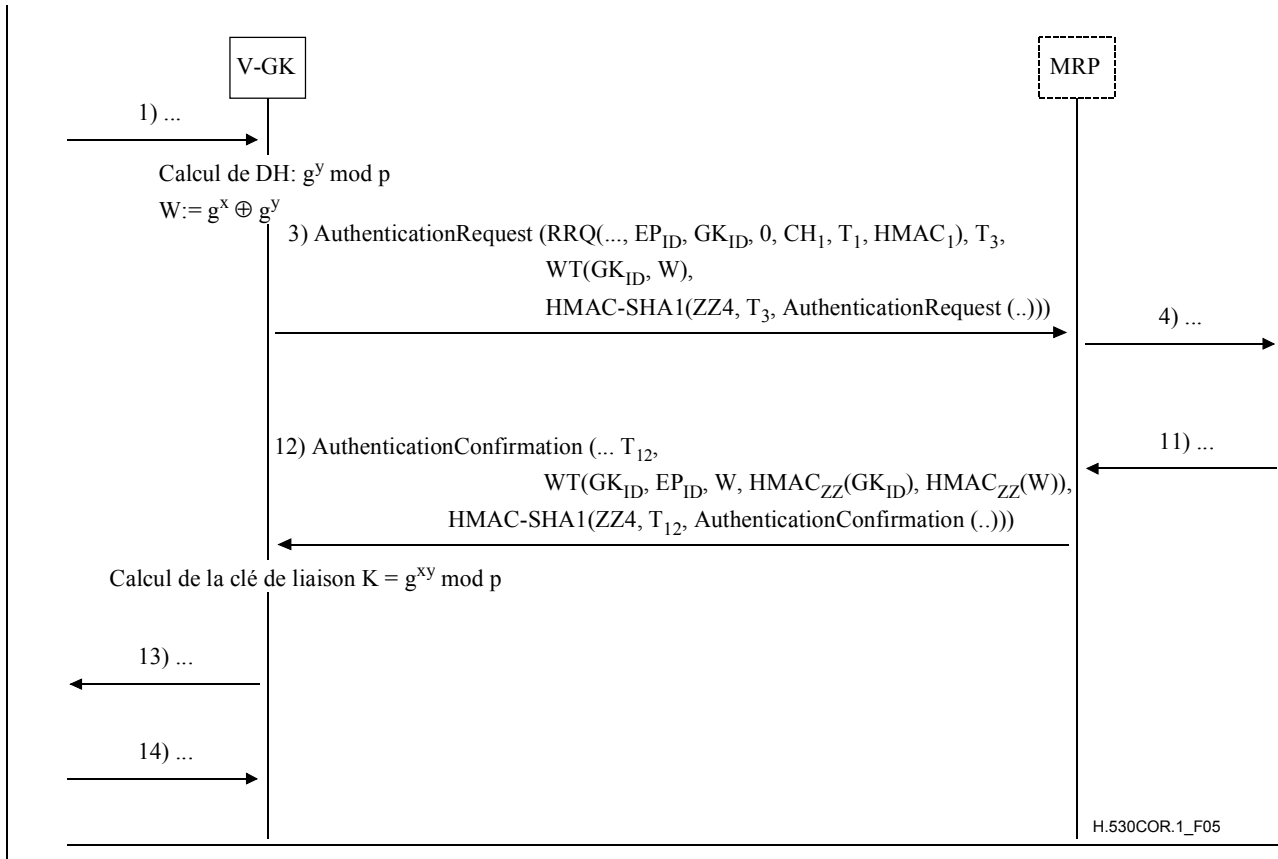 V-GK
MRP
1) ...
Calcul de DH: g^y mod p
W:= g^x ⊕ g^y
3) AuthenticationRequest (RRQ(..., EP_ID, GK_ID, 0, CH_1, T_1, HMAC_1), T_3,
WT(GK_ID, W),
HMAC-SHA1(ZZ4, T_3, AuthenticationRequest (..)))
4) ...
12) AuthenticationConfirmation (... T_12,
11) ...
WT(GK_ID, EP_ID, W, HMAC_ZZ(GK_ID), HMAC_ZZ(W)),
HMAC-SHA1(ZZ4, T_12, AuthenticationConfirmation (..)))
Calcul de la clé de liaison K = g^xy mod p
13) ...
14) ...
H.530COR.1_F05